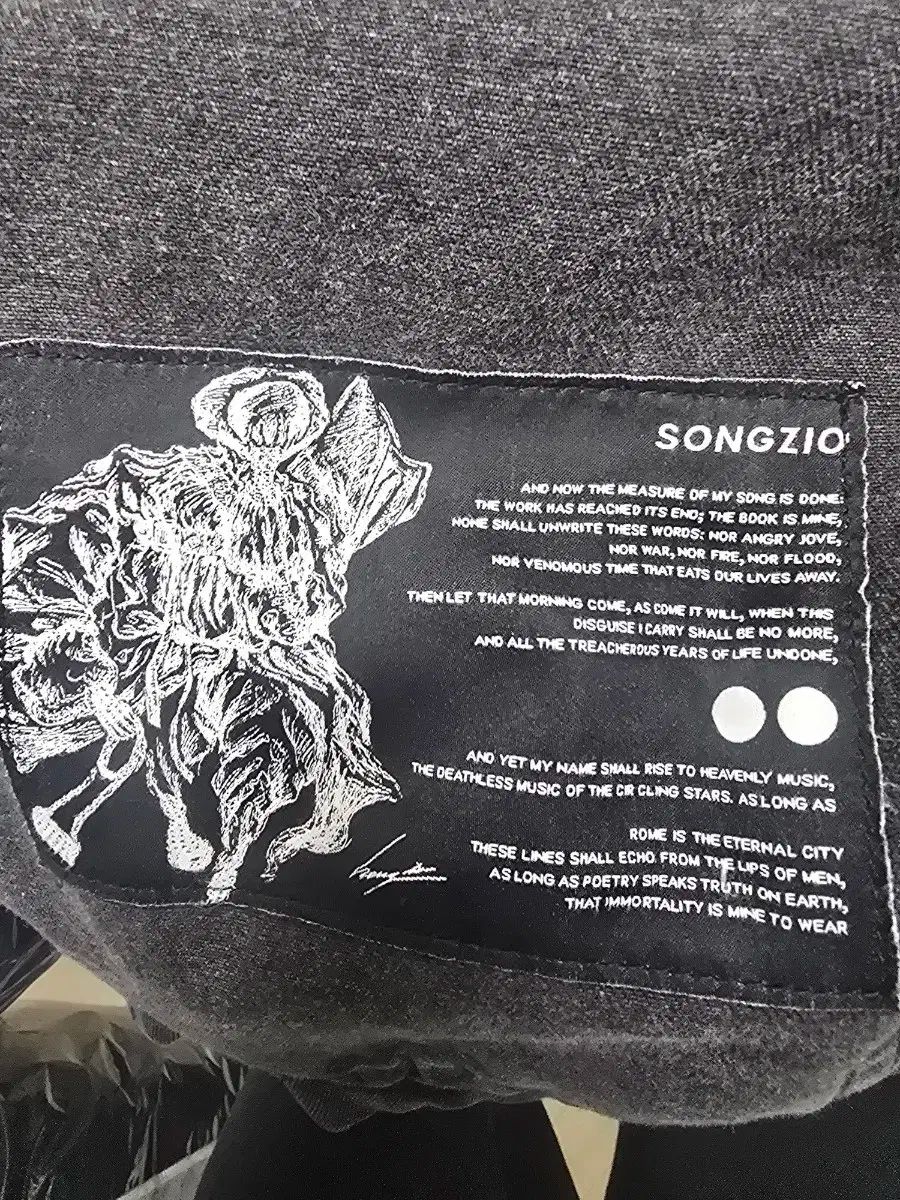 SONGZIO
AND NOW THE MEASURE OF MY SONG IS DONE:
THE WORK HAS REACHED ITS END; THE BOOK IS MINE,
NONE SHALL UNWRITE THESE WORDS: NOR ANGRY JOVE,
NOR WAR, NOR FIRE, NOR FLOOD,
NOR VENOMOUS TIME THAT EATS OUR LIVES AWAY.
THEN LET THAT MORNING COME, AS COME IT WILL, WHEN THIS
DISGUISE I CARRY SHALL BE NO MORE,
AND ALL THE TREACHEROUS YEARS OF LIFE UNDONE,
AND YET MY NAME SHALL RISE TO HEAVENLY MUSIC,
THE DEATHLESS MUSIC OF THE CIRCLING STARS. AS LONG AS
ROME IS THE ETERNAL CITY
THESE LINES SHALL ECHO FROM THE LIPS OF MEN,
AS LONG AS POETRY SPEAKS TRUTH ON EARTH,
THAT IMMORTALITY IS MINE TO WEAR